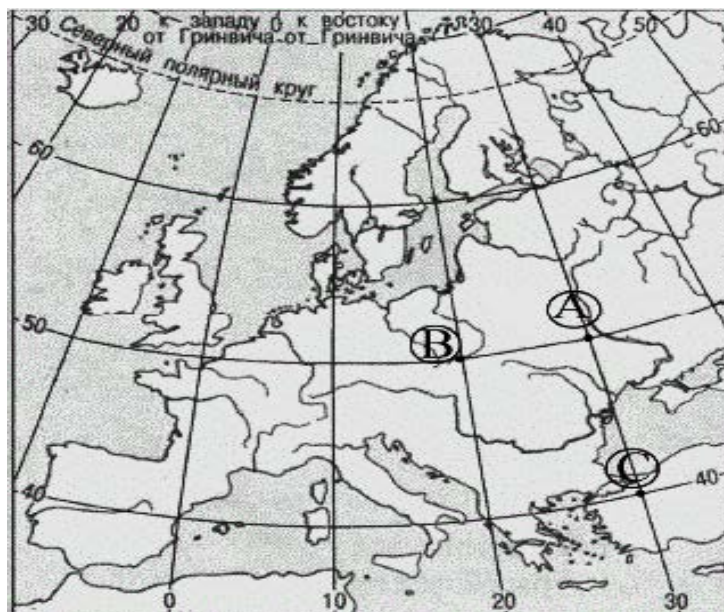 30 20 к западу 0 к востоку 30 40 50
от Гринвича от Гринвича
Северный полярный круг
60 60
50
A
B
C
40 40
0 10 20 30